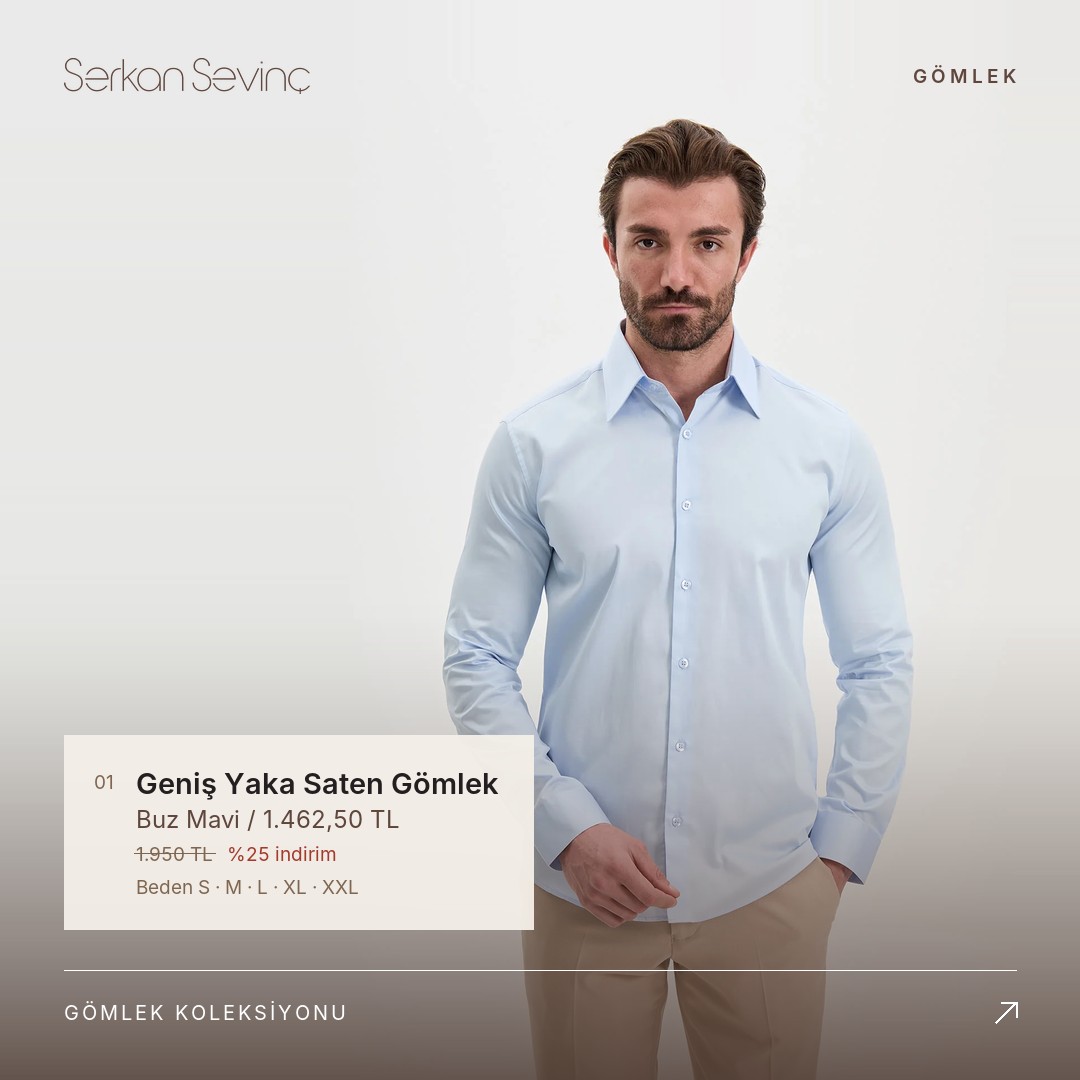 Serkan Sevinç
GÖMLEK
01 Geniş Yaka Saten Gömlek
Buz Mavi / 1.462,50 TL
1.950 TL %25 indirim
Beden S · M · L · XL · XXL
GÖMLEK KOLEKSİYONU